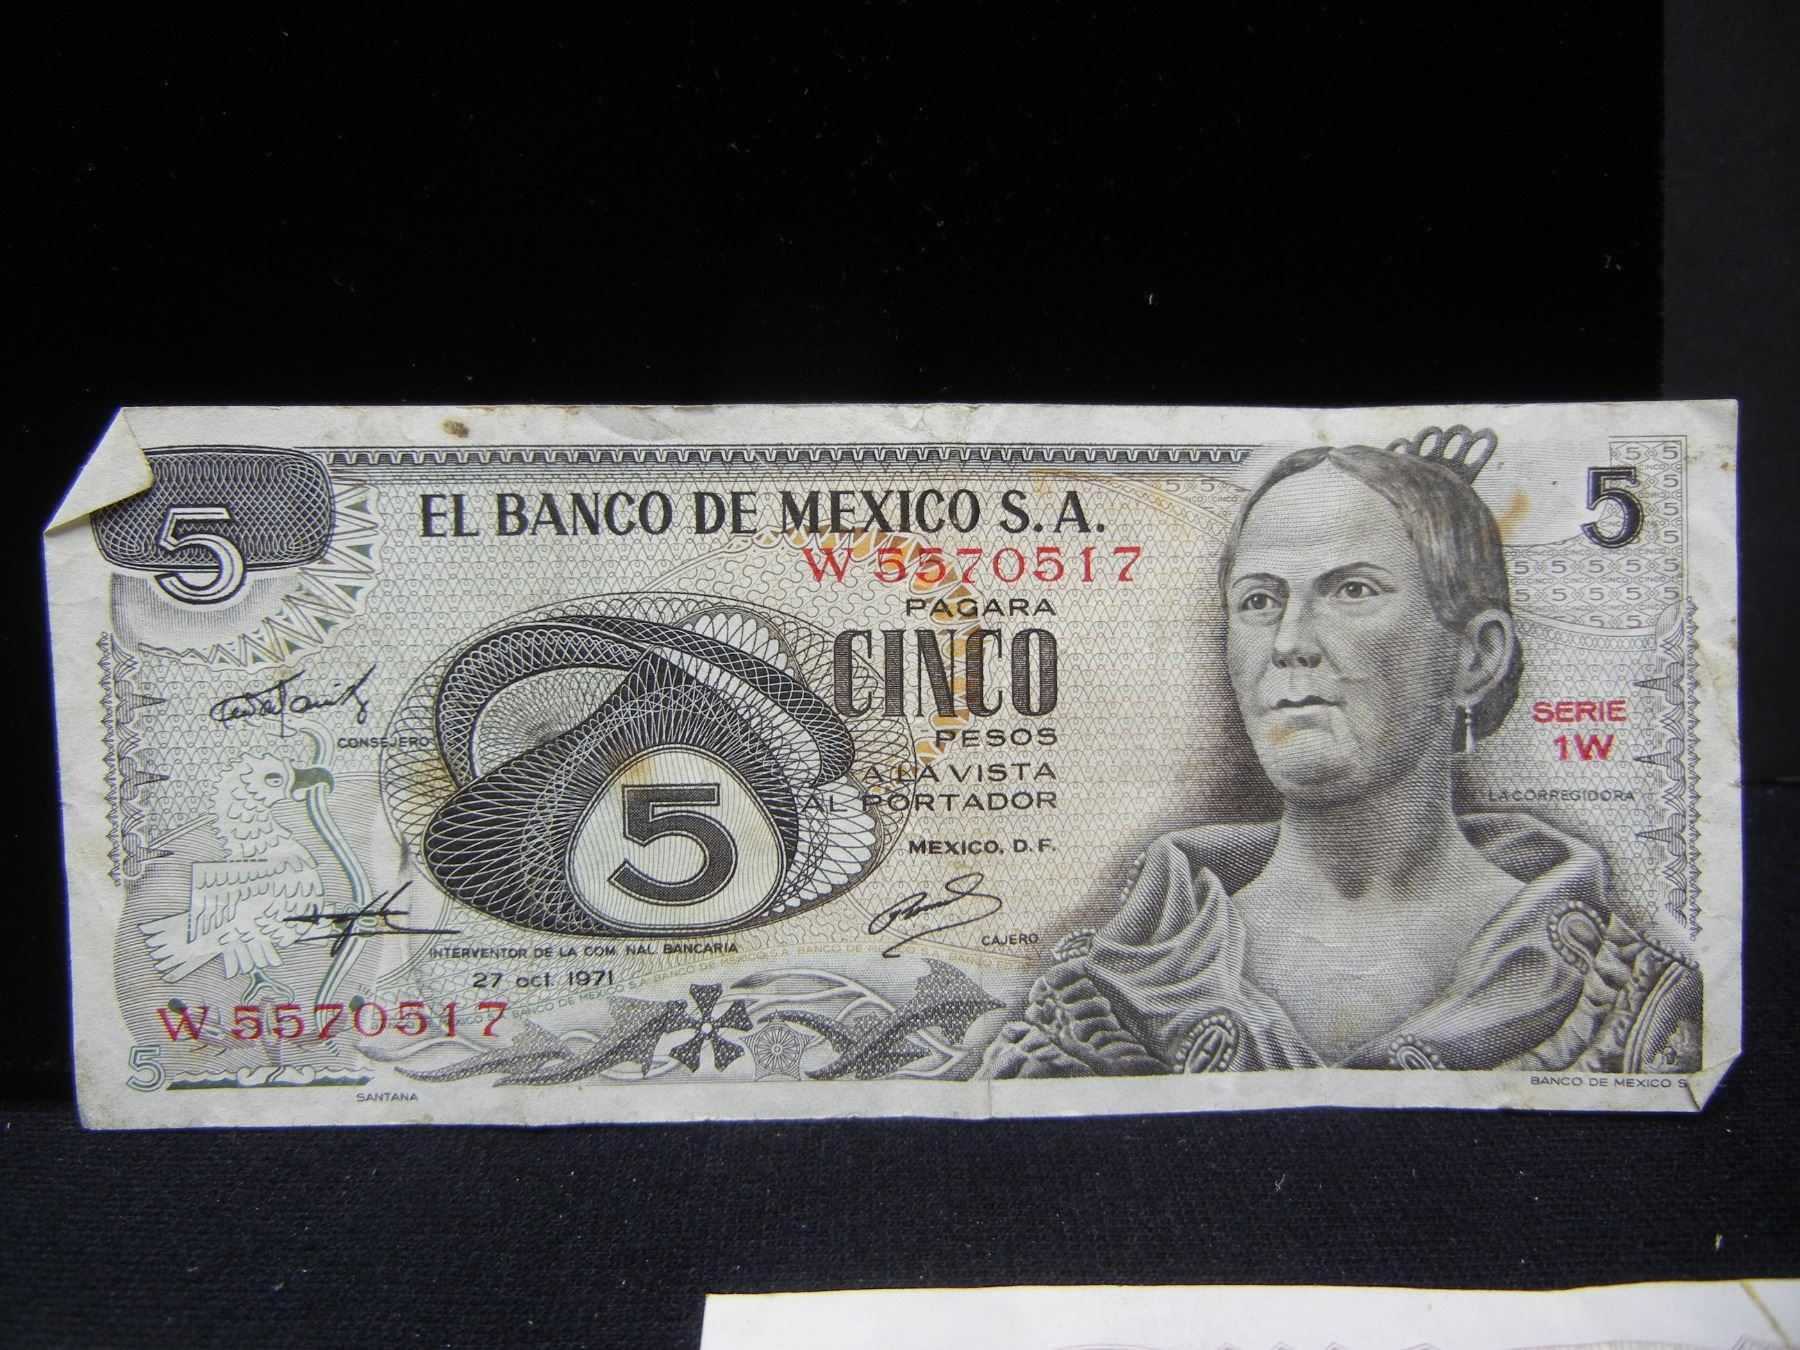 5
EL BANCO DE MEXICO S.A.
5
W 5570517
PAGARA
CINCO
PESOS
A LA VISTA
AL PORTADOR
MEXICO, D.F.
SERIE
1W
LA CORREGIDORA
CONSEJERO
5
INTERVENTOR DE LA COM. NAL. BANCARIA
CAJERO
27 oct. 1971
W 5570517
5
SANTANA
BANCO DE MEXICO S